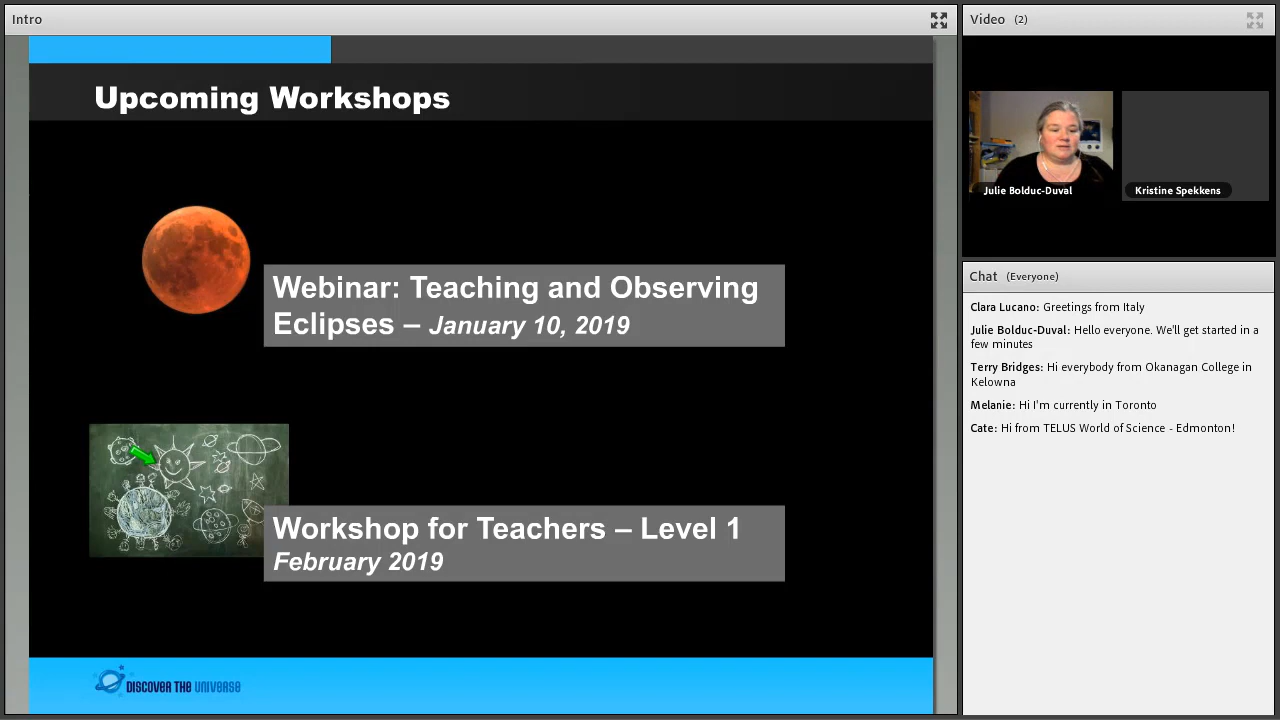 Intro
Upcoming Workshops
Webinar: Teaching and Observing
Eclipses – January 10, 2019
Workshop for Teachers – Level 1
February 2019
DISCOVER THE UNIVERSE
Video (2)
Julie Bolduc-Duval
Kristine Spekkens
Chat (Everyone)
Clara Lucano: Greetings from Italy
Julie Bolduc-Duval: Hello everyone. We'll get started in a
few minutes
Terry Bridges: Hi everybody from Okanagan College in
Kelowna
Melanie: Hi I'm currently in Toronto
Cate: Hi from TELUS World of Science - Edmonton!